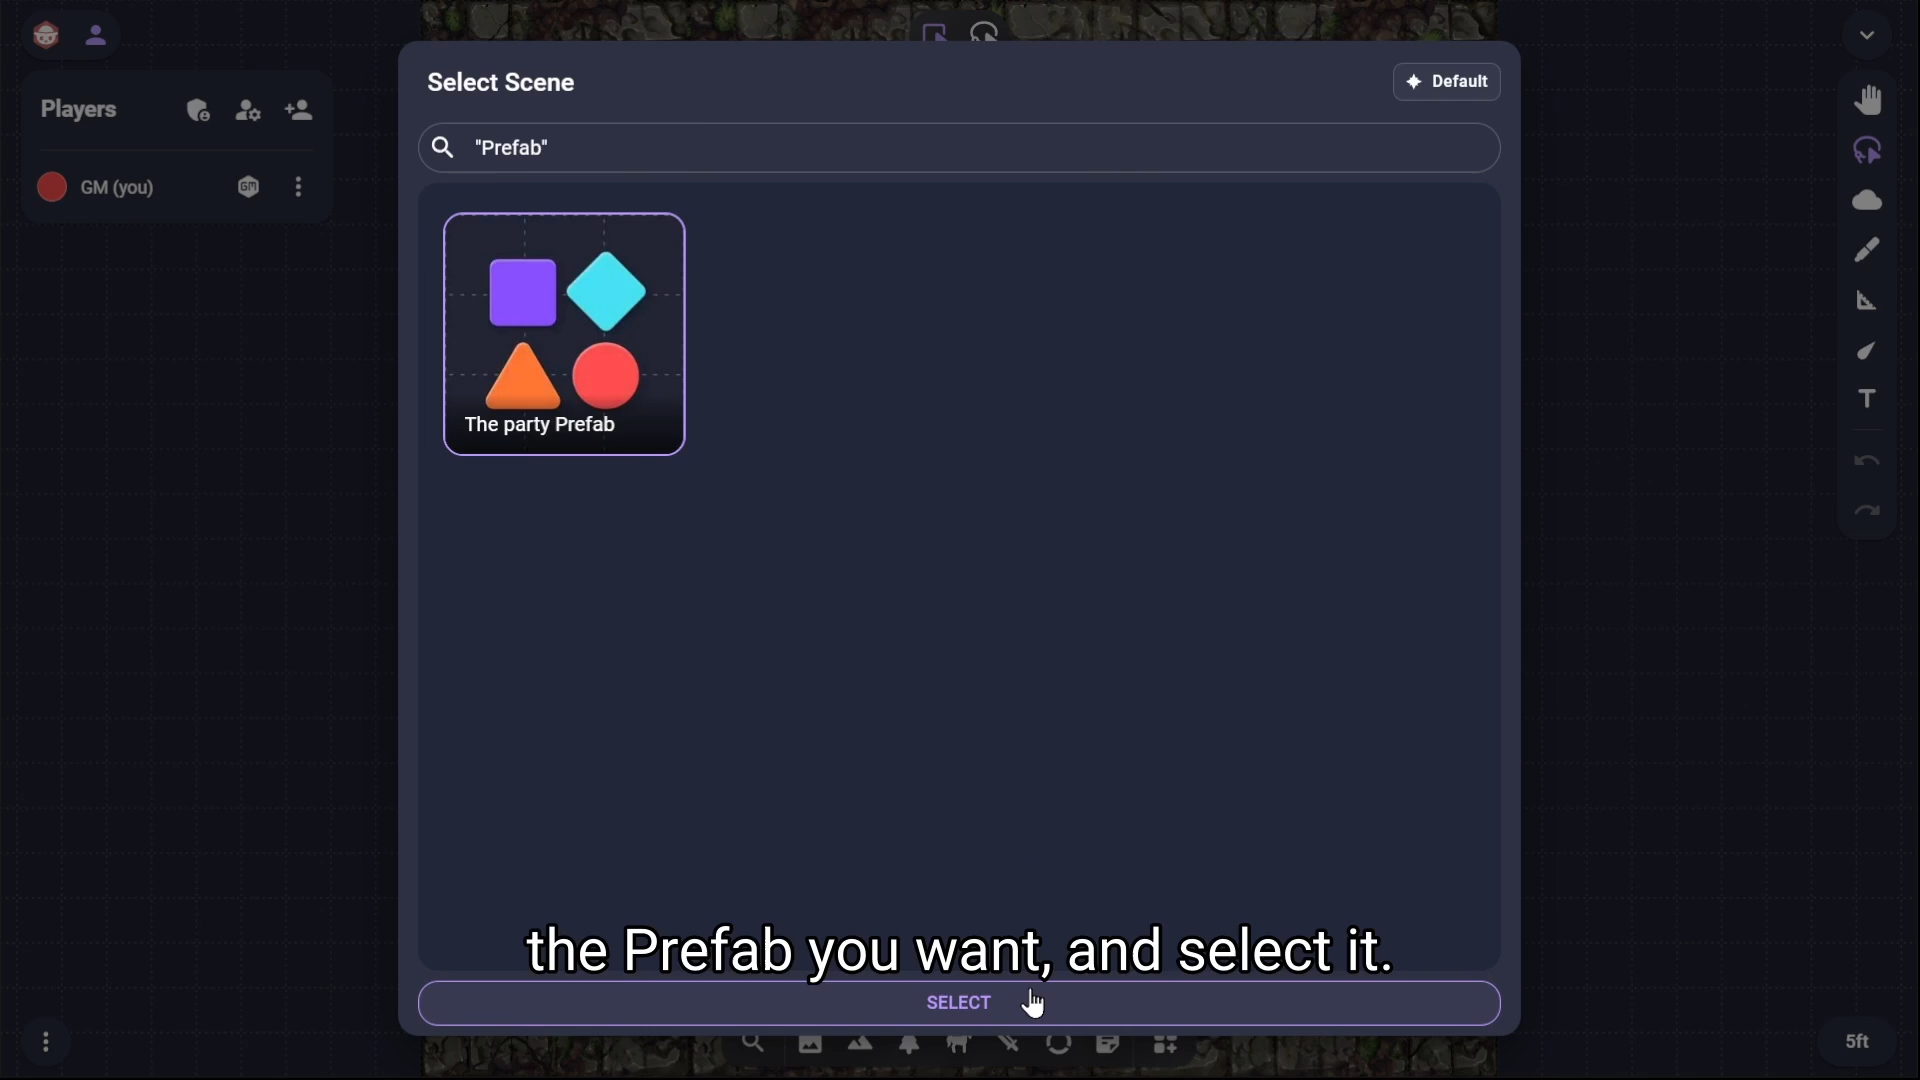 Select Scene
Default
"Prefab"
Players
GM (you)
GM
The party Prefab
T
the Prefab you want, and select it.
SELECT
5ft